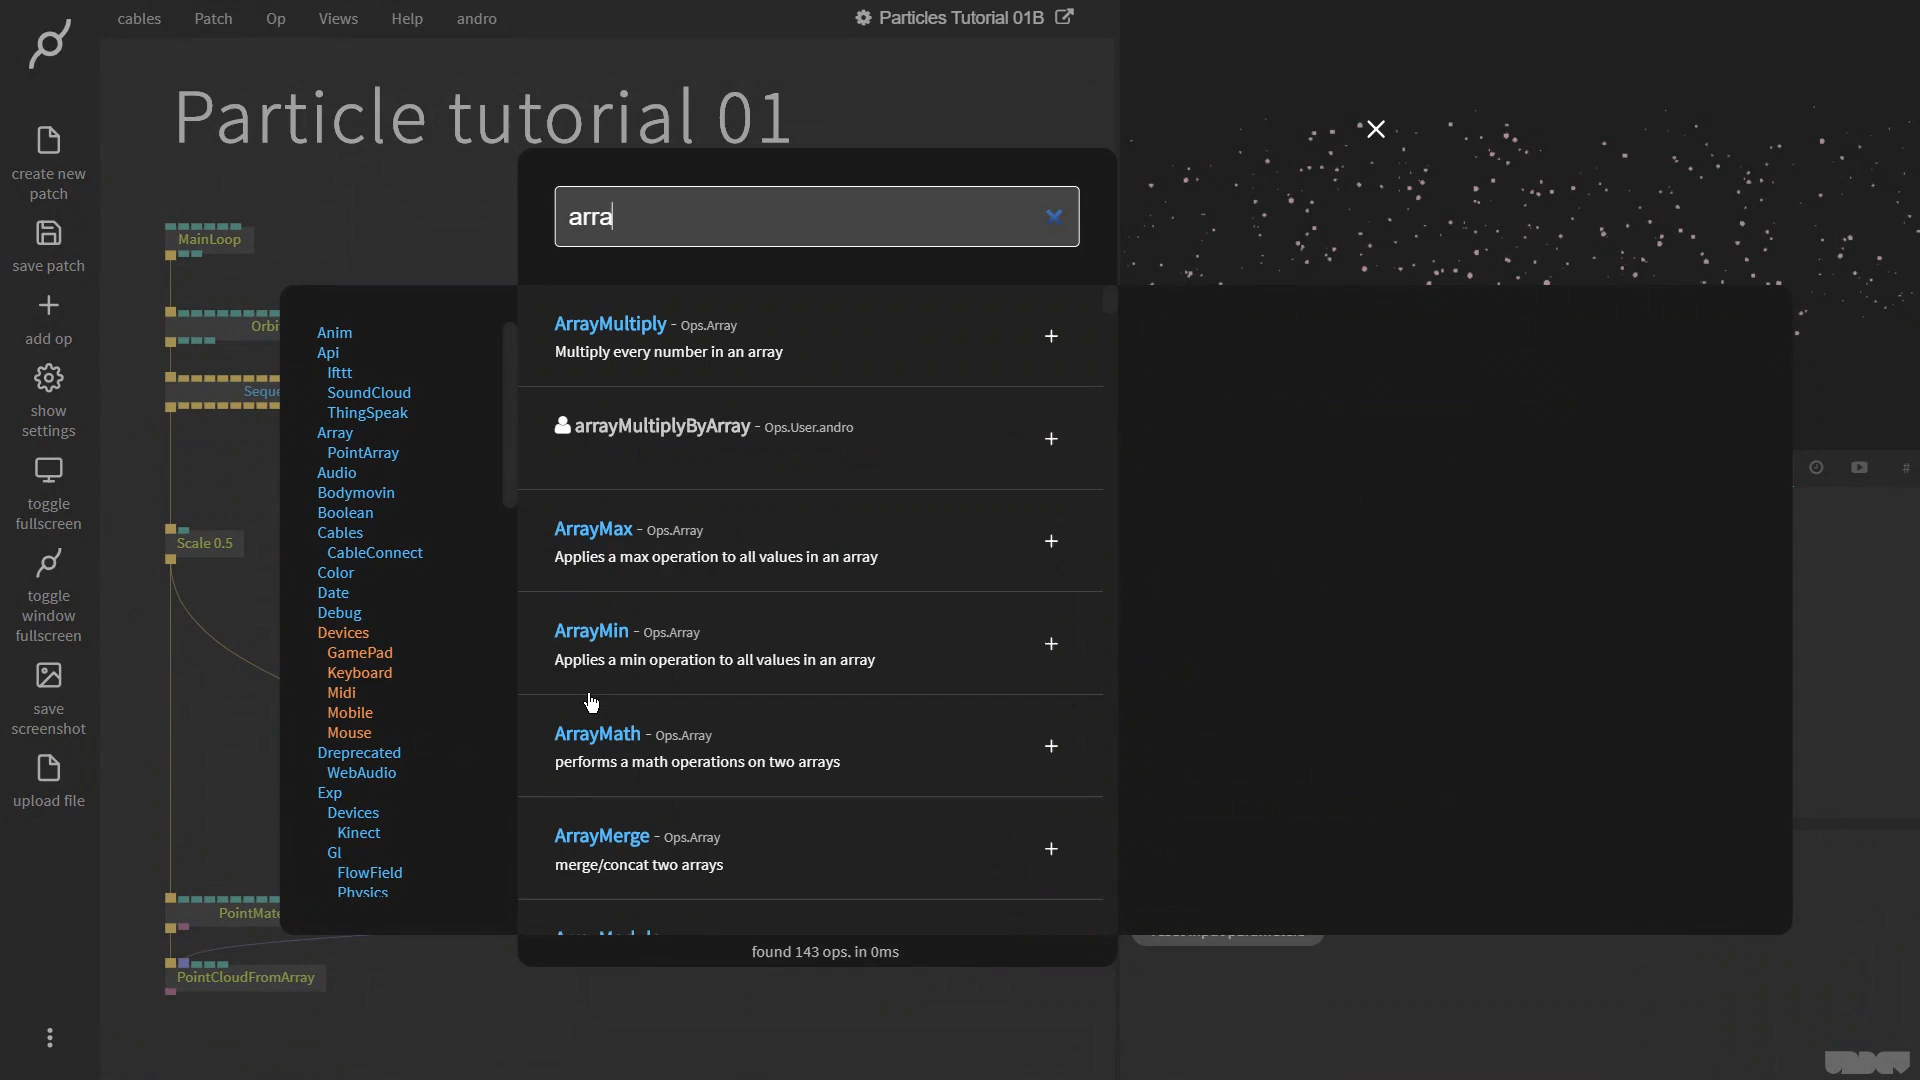 cables
Patch
Op
Views
Help
andro
Particles Tutorial 01B
Particle tutorial 01
create new
patch
save patch
add op
show
settings
toggle
fullscreen
toggle
window
fullscreen
save
screenshot
upload file
MainLoop
Orbi
Seque
Scale 0.5
PointMate
PointCloudFromArray
arra
Anim
Api
Ifttt
SoundCloud
ThingSpeak
Array
PointArray
Audio
Bodymovin
Boolean
Cables
CableConnect
Color
Date
Debug
Devices
GamePad
Keyboard
Midi
Mobile
Mouse
Dreprecated
WebAudio
Exp
Devices
Kinect
Gl
FlowField
Physics
ArrayMultiply - Ops.Array
Multiply every number in an array
arrayMultiplyByArray - Ops.User.andro
ArrayMax - Ops.Array
Applies a max operation to all values in an array
ArrayMin - Ops.Array
Applies a min operation to all values in an array
ArrayMath - Ops.Array
performs a math operations on two arrays
ArrayMerge - Ops.Array
merge/concat two arrays
found 143 ops. in 0ms
#